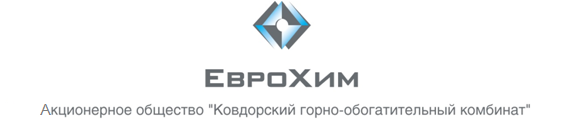 ЕвроХим
Акционерное общество "Ковдорский горно-обогатительный комбинат"